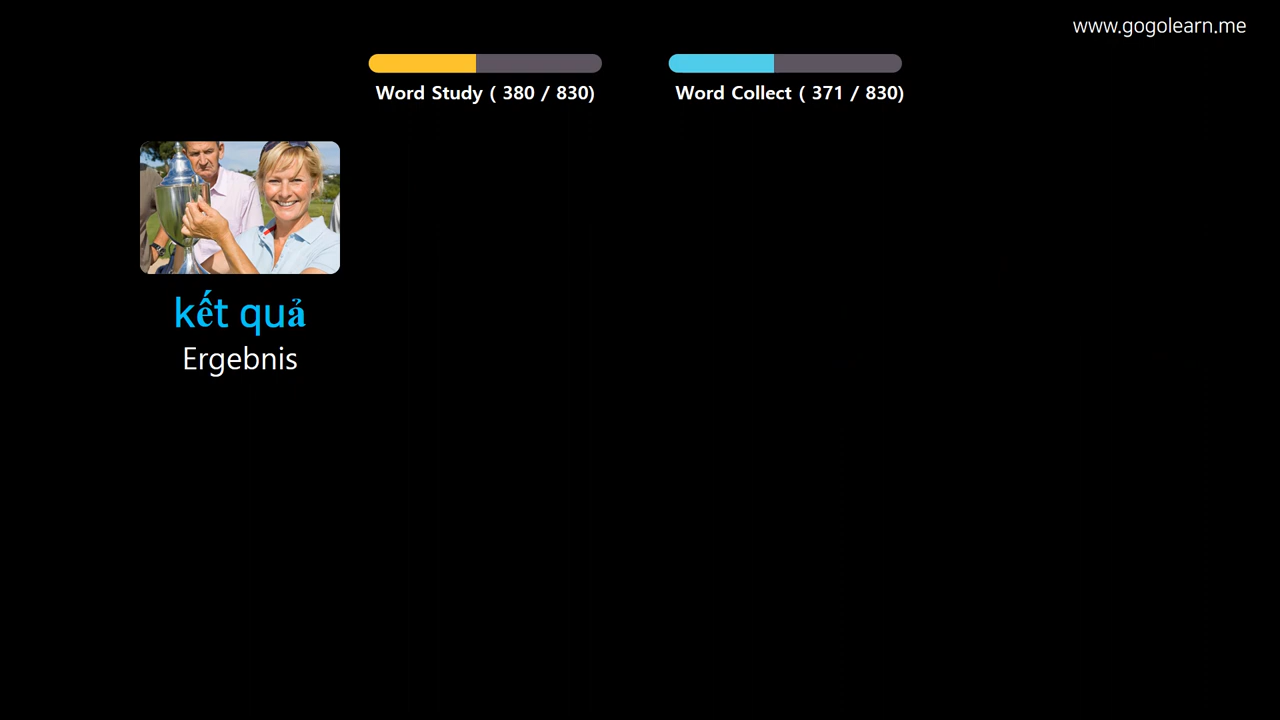 www.gogolearn.me
Word Study ( 380 / 830)
Word Collect ( 371 / 830)
kết quả
Ergebnis